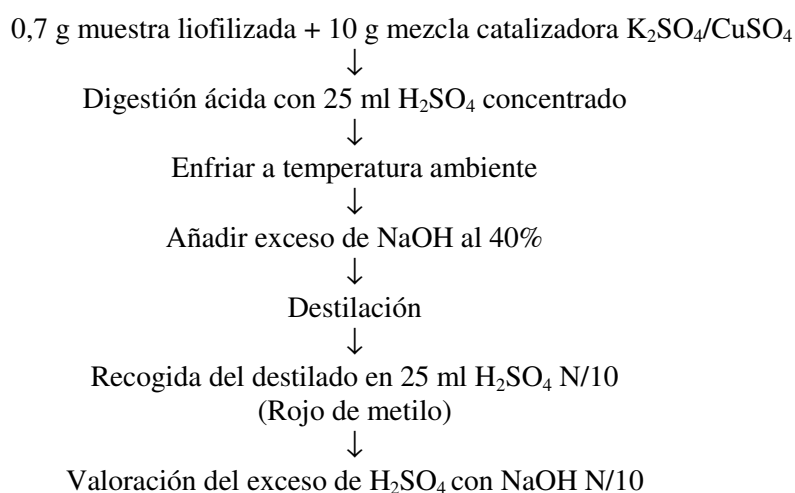 0,7 g muestra liofilizada + 10 g mezcla catalizadora K₂SO₄/CuSO₄
↓
Digestión ácida con 25 ml H₂SO₄ concentrado
↓
Enfriar a temperatura ambiente
↓
Añadir exceso de NaOH al 40%
↓
Destilación
↓
Recogida del destilado en 25 ml H₂SO₄ N/10
(Rojo de metilo)
↓
Valoración del exceso de H₂SO₄ con NaOH N/10